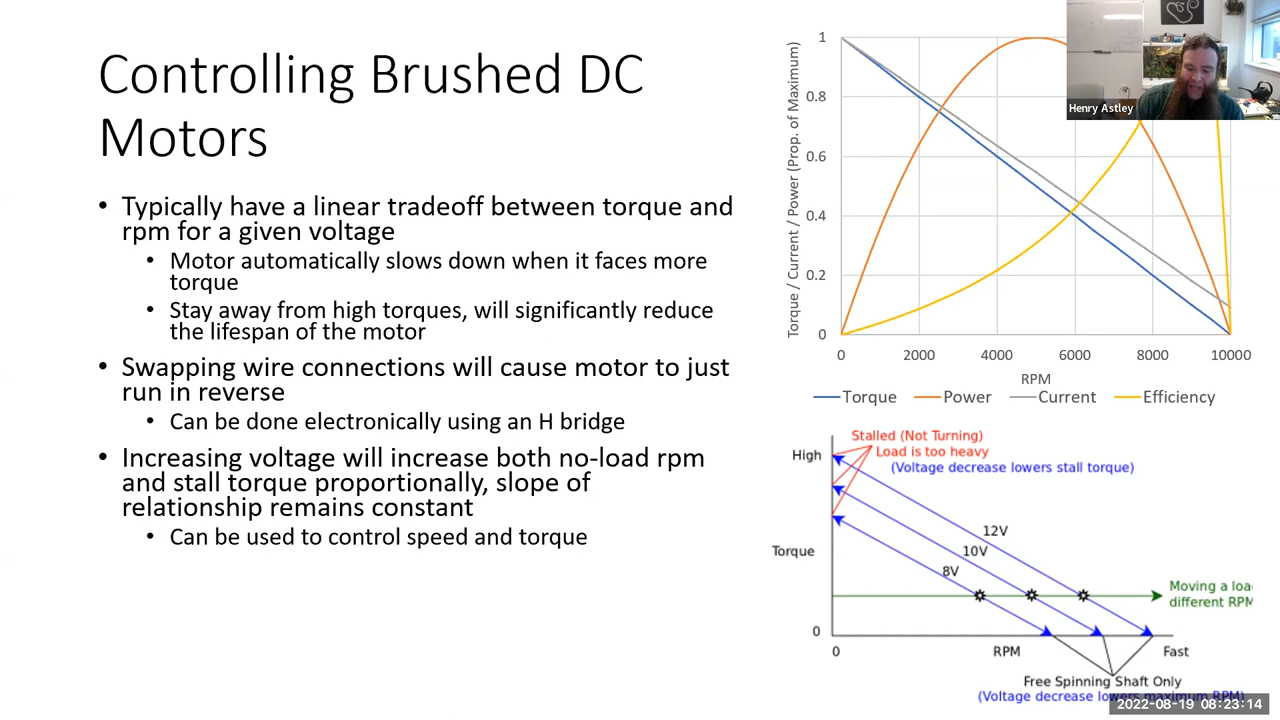 Controlling Brushed DC
Motors
• Typically have a linear tradeoff between torque and
rpm for a given voltage
• Motor automatically slows down when it faces more
torque
• Stay away from high torques, will significantly reduce
the lifespan of the motor
• Swapping wire connections will cause motor to just
run in reverse
• Can be done electronically using an H bridge
• Increasing voltage will increase both no-load rpm
and stall torque proportionally, slope of
relationship remains constant
• Can be used to control speed and torque
Torque / Current / Power (Prop. of Maximum)
1
0.8
0.6
0.4
0.2
0
0 2000 4000 6000 8000 10000
RPM
Torque Power Current Efficiency
Henry Astley
Stalled (Not Turning)
Load is too heavy
(Voltage decrease lowers stall torque)
High
12V
10V
8V
Torque
Moving a loa
different RPM
0
0 RPM Fast
Free Spinning Shaft Only
(Voltage decrease lowers maximum RPM)
2022-08-19 08:23:14